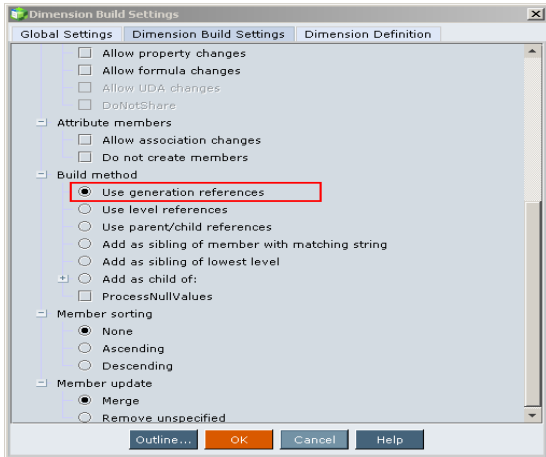 Dimension Build Settings
Global Settings Dimension Build Settings Dimension Definition
Allow property changes
Allow formula changes
Allow UDA changes
DoNotShare
Attribute members
Allow association changes
Do not create members
Build method
Use generation references
Use level references
Use parent/child references
Add as sibling of member with matching string
Add as sibling of lowest level
Add as child of:
ProcessNullValues
Member sorting
None
Ascending
Descending
Member update
Merge
Remove unspecified
Outline... OK Cancel Help